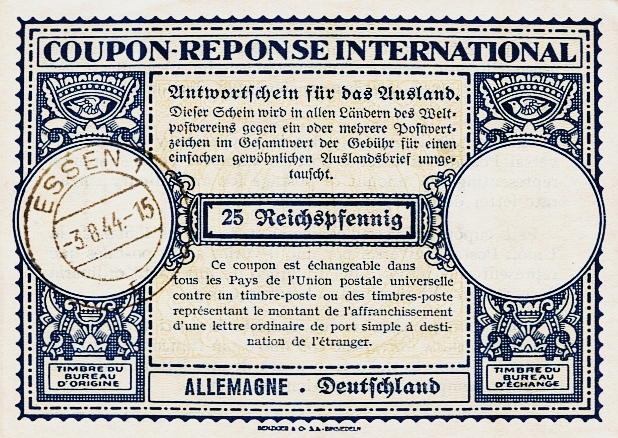 COUPON-REPONSE INTERNATIONAL
Antwortschein für das Ausland.
Dieser Schein wird in allen Ländern des Welt-
postvereins gegen ein oder mehrere Postwert-
zeichen im Gesamtwert der Gebühr für einen
einfachen gewöhnlichen Auslandsbrief umge-
tauscht.
ESSEN 1
-3.8.44.-15
25 Reichspfennig
Ce coupon est échangeable dans
tous les Pays de l'Union postale universelle
contre un timbre-poste ou des timbres-poste
représentant le montant de l'affranchissement
d'une lettre ordinaire de port simple à desti-
nation de l'étranger.
TIMBRE DU
BUREAU
D'ORIGINE
ALLEMAGNE . Deutschland
TIMBRE DU
BUREAU
D'ÉCHANGE